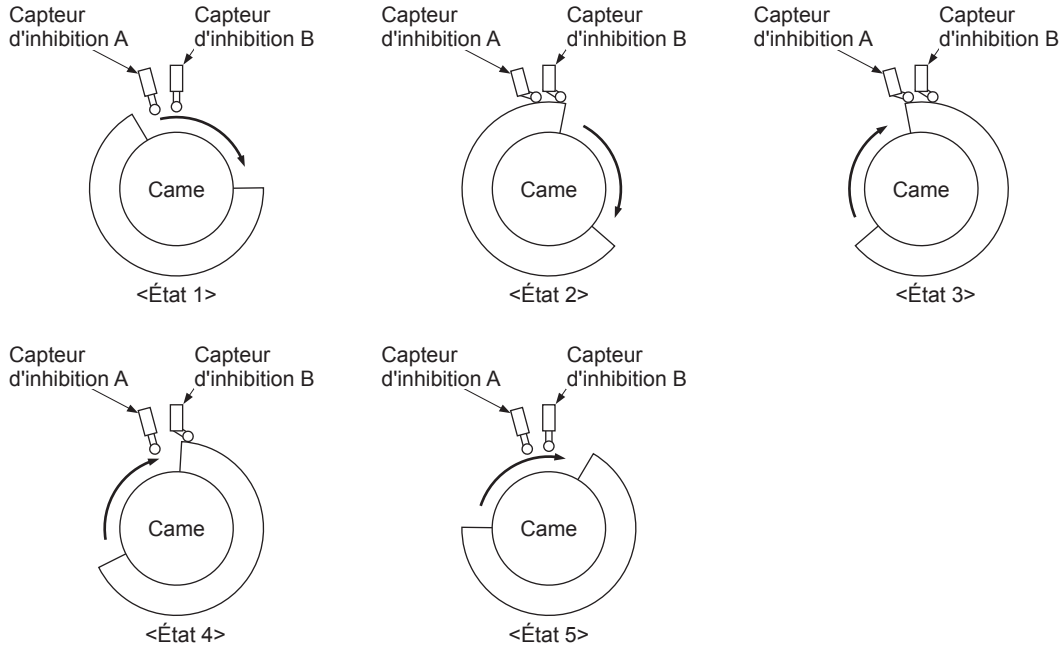 Capteur
d'inhibition A
Capteur
d'inhibition B
Came
<État 1>
Capteur
d'inhibition A
Capteur
d'inhibition B
Came
<État 2>
Capteur
d'inhibition A
Capteur
d'inhibition B
Came
<État 3>
Capteur
d'inhibition A
Capteur
d'inhibition B
Came
<État 4>
Capteur
d'inhibition A
Capteur
d'inhibition B
Came
<État 5>